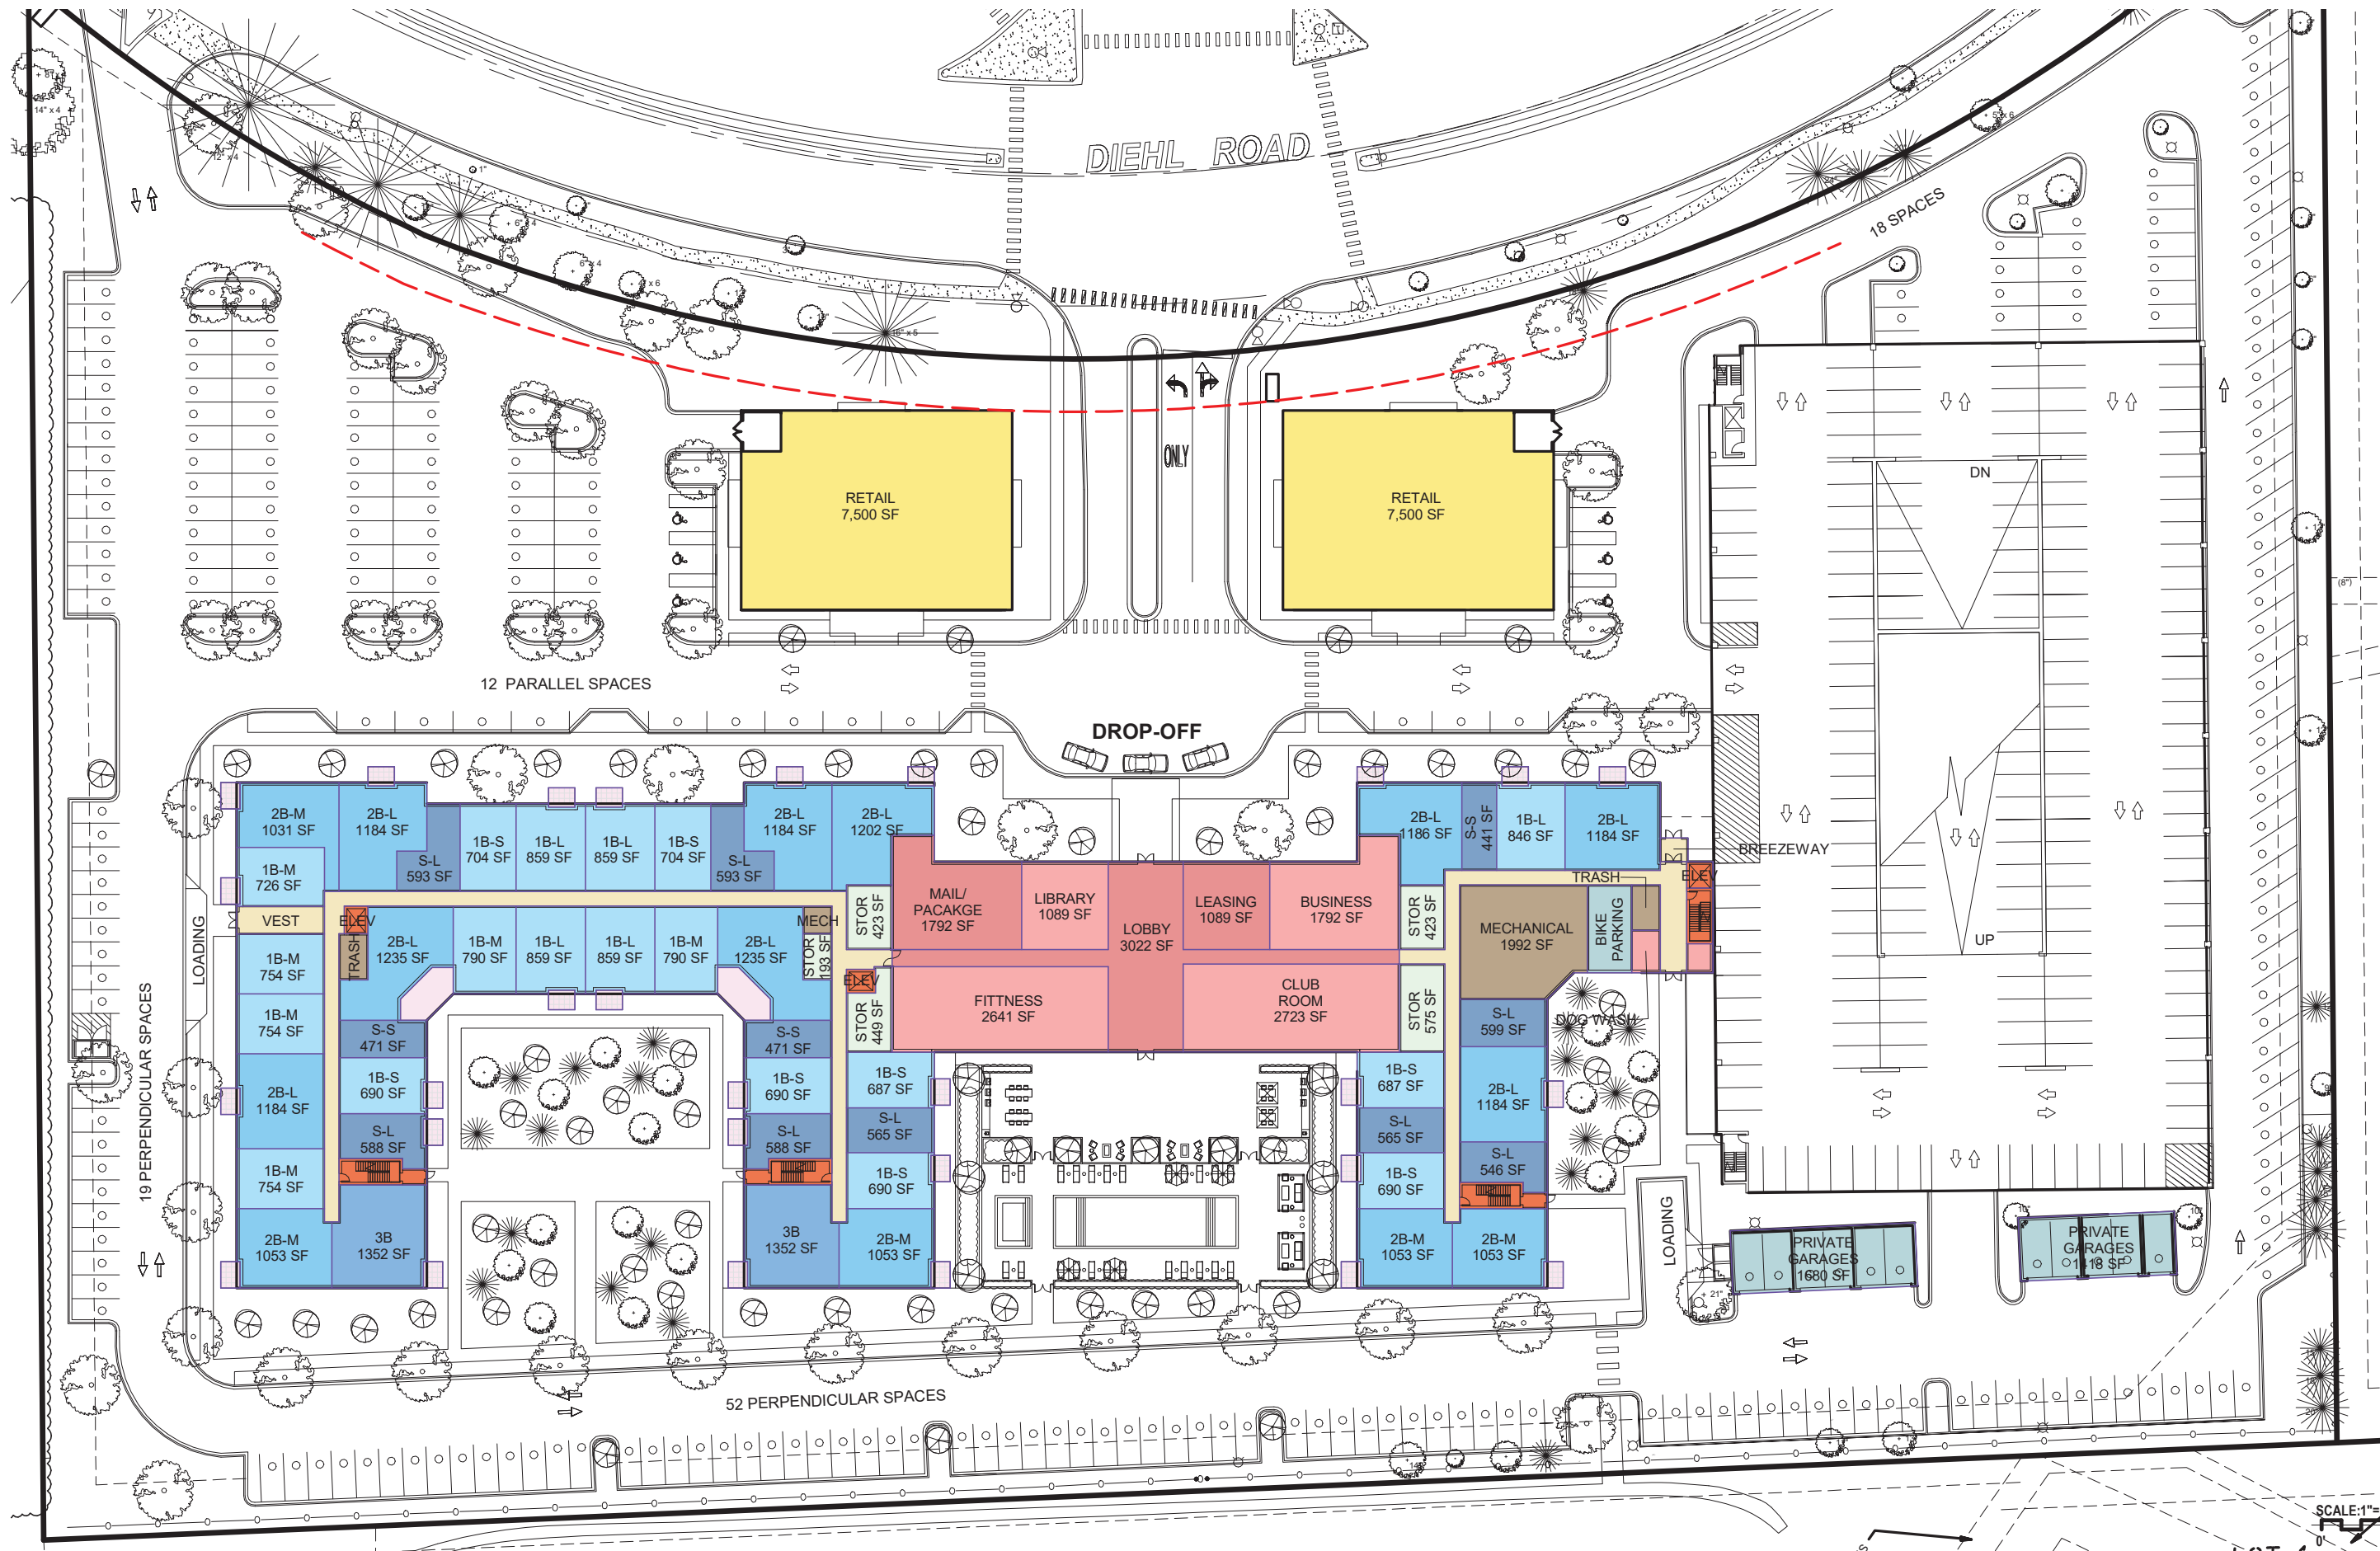 DIEHL ROAD
18 SPACES
ONLY
RETAIL
7,500 SF
RETAIL
7,500 SF
DN
UP
12 PARALLEL SPACES
DROP-OFF
2B-M
1031 SF
2B-L
1184 SF
1B-S
704 SF
1B-L
859 SF
1B-L
859 SF
1B-S
704 SF
2B-L
1184 SF
2B-L
1202 SF
S-L
593 SF
S-L
593 SF
1B-M
726 SF
2B-L
1186 SF
S-S
441 SF
1B-L
846 SF
2B-L
1184 SF
BREEZEWAY
TRASH
ELEV
LOADING
VEST
ELEV
TRASH
2B-L
1235 SF
1B-M
790 SF
1B-L
859 SF
1B-L
859 SF
1B-M
790 SF
2B-L
1235 SF
MECH
STOR
193 SF
STOR
423 SF
MAIL/
PACAKGE
1792 SF
LIBRARY
1089 SF
LOBBY
3022 SF
LEASING
1089 SF
BUSINESS
1792 SF
STOR
423 SF
MECHANICAL
1992 SF
BIKE
PARKING
ELEV
STOR
449 SF
FITTNESS
2641 SF
CLUB
ROOM
2723 SF
STOR
575 SF
DOG WASH
19 PERPENDICULAR SPACES
1B-M
754 SF
1B-M
754 SF
2B-L
1184 SF
1B-M
754 SF
2B-M
1053 SF
S-S
471 SF
1B-S
690 SF
S-L
588 SF
3B
1352 SF
S-S
471 SF
1B-S
690 SF
S-L
588 SF
3B
1352 SF
1B-S
687 SF
S-L
565 SF
1B-S
690 SF
2B-M
1053 SF
1B-S
687 SF
S-L
565 SF
1B-S
690 SF
2B-M
1053 SF
S-L
599 SF
2B-L
1184 SF
S-L
546 SF
2B-M
1053 SF
LOADING
PRIVATE
GARAGES
1680 SF
PRIVATE
GARAGES
1418 SF
52 PERPENDICULAR SPACES
SCALE:1"=
0'